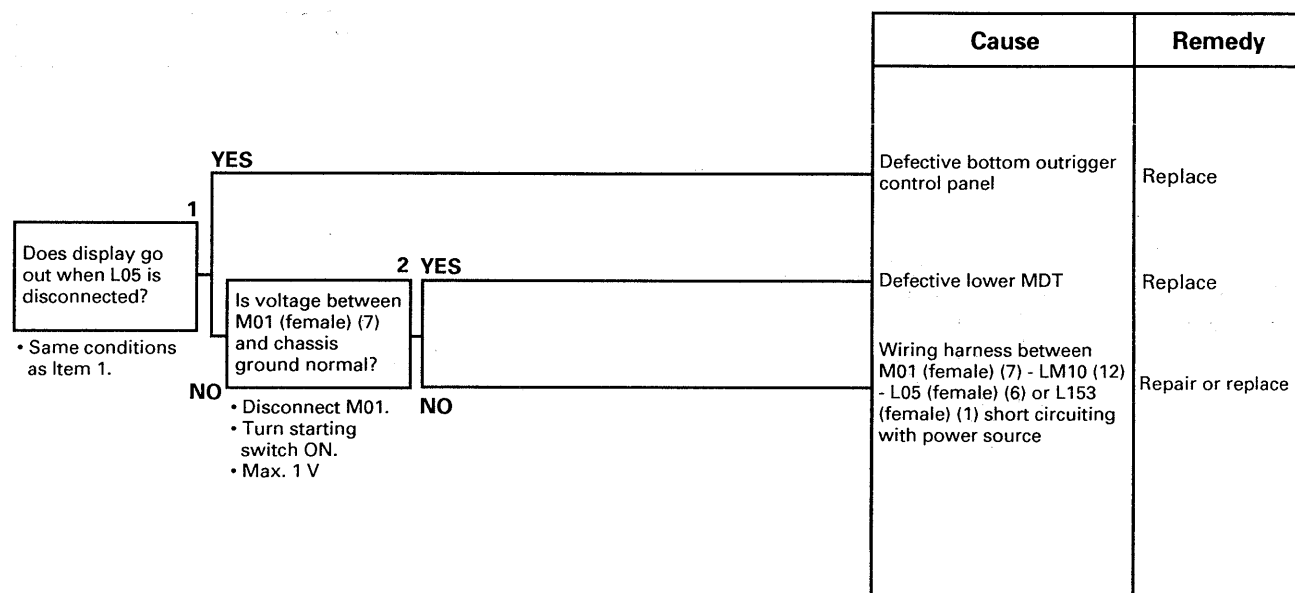 Cause
Remedy
YES
Defective bottom outrigger
control panel
Replace
1
Does display go
out when L05 is
disconnected?
• Same conditions
as Item 1.
2 YES
Defective lower MDT
Replace
Is voltage between
M01 (female) (7)
and chassis
ground normal?
NO
• Disconnect M01.
• Turn starting
switch ON.
• Max. 1 V
NO
Wiring harness between
M01 (female) (7) - LM10 (12)
- L05 (female) (6) or L153
(female) (1) short circuiting
with power source
Repair or replace